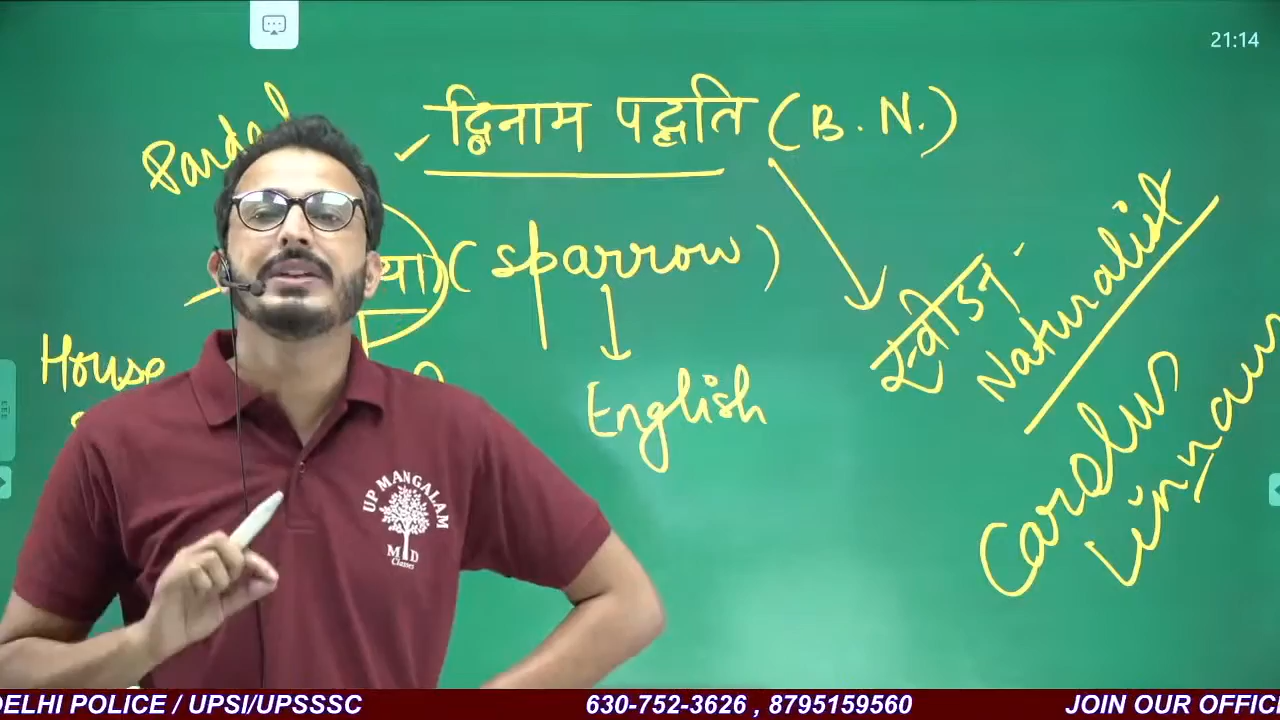 21:14
द्विनाम पद्धति (B. N.)
Pardal
या) (sparrow)
House
English
स्वीडन -
Naturalist
Carolus
Linnaeus
UP MANGALAM
M D
Classes
DELHI POLICE / UPSI/UPSSSC 630-752-3626 , 8795159560 JOIN OUR OFFIC